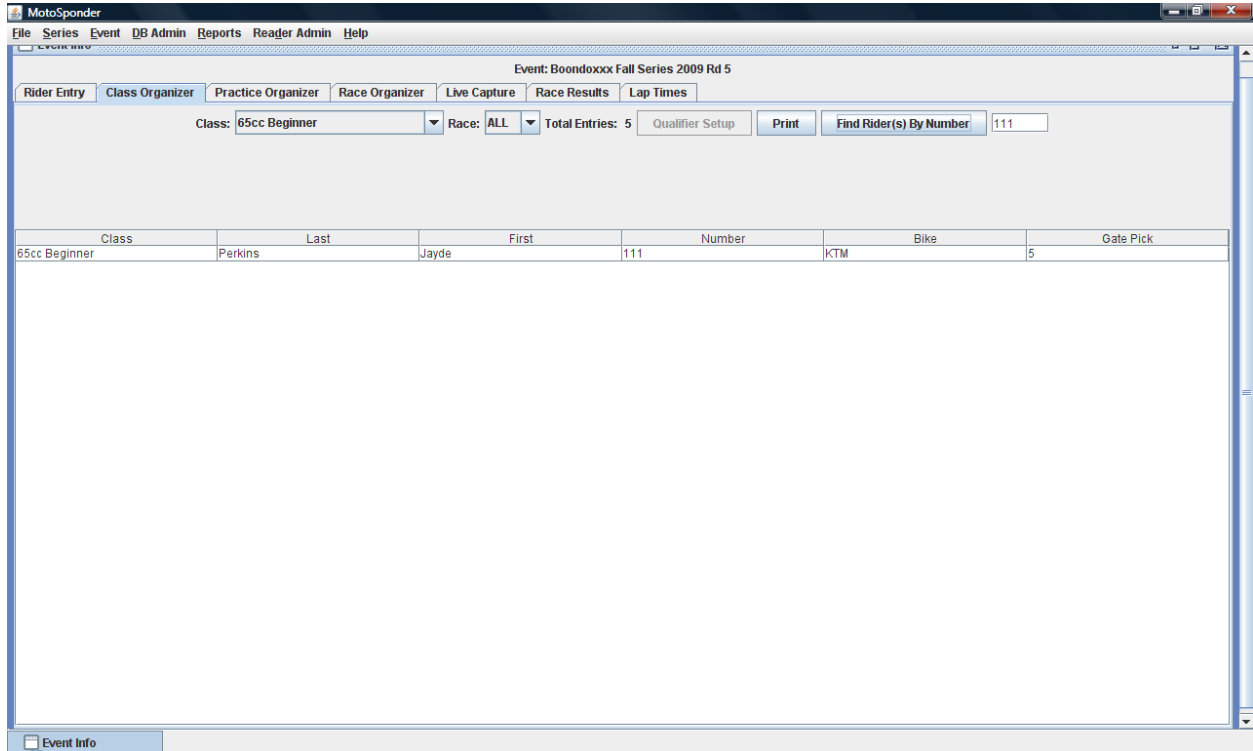 MotoSponder
File Series Event DB Admin Reports Reader Admin Help
Event Info
Event: Boondoxxx Fall Series 2009 Rd 5
Rider Entry Class Organizer Practice Organizer Race Organizer Live Capture Race Results Lap Times
Class: 65cc Beginner Race: ALL Total Entries: 5 Qualifier Setup Print Find Rider(s) By Number 111
Class Last First Number Bike Gate Pick
65cc Beginner Perkins Jayde 111 KTM 5
Event Info